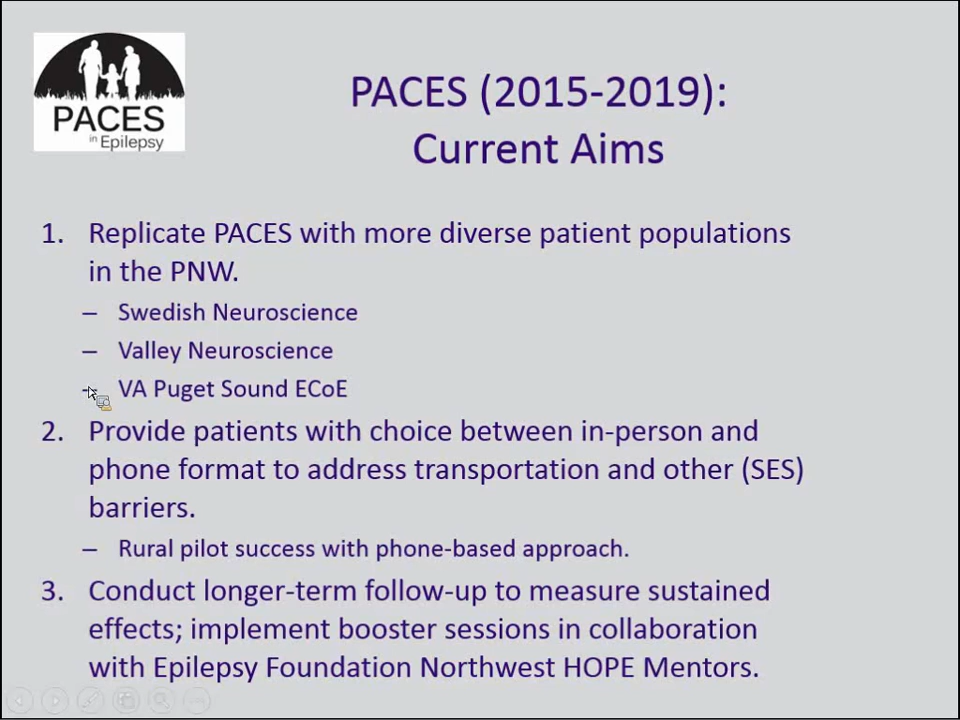 PACES
in Epilepsy
PACES (2015-2019):
Current Aims
1. Replicate PACES with more diverse patient populations
in the PNW.
– Swedish Neuroscience
– Valley Neuroscience
– VA Puget Sound ECoE
2. Provide patients with choice between in-person and
phone format to address transportation and other (SES)
barriers.
– Rural pilot success with phone-based approach.
3. Conduct longer-term follow-up to measure sustained
effects; implement booster sessions in collaboration
with Epilepsy Foundation Northwest HOPE Mentors.